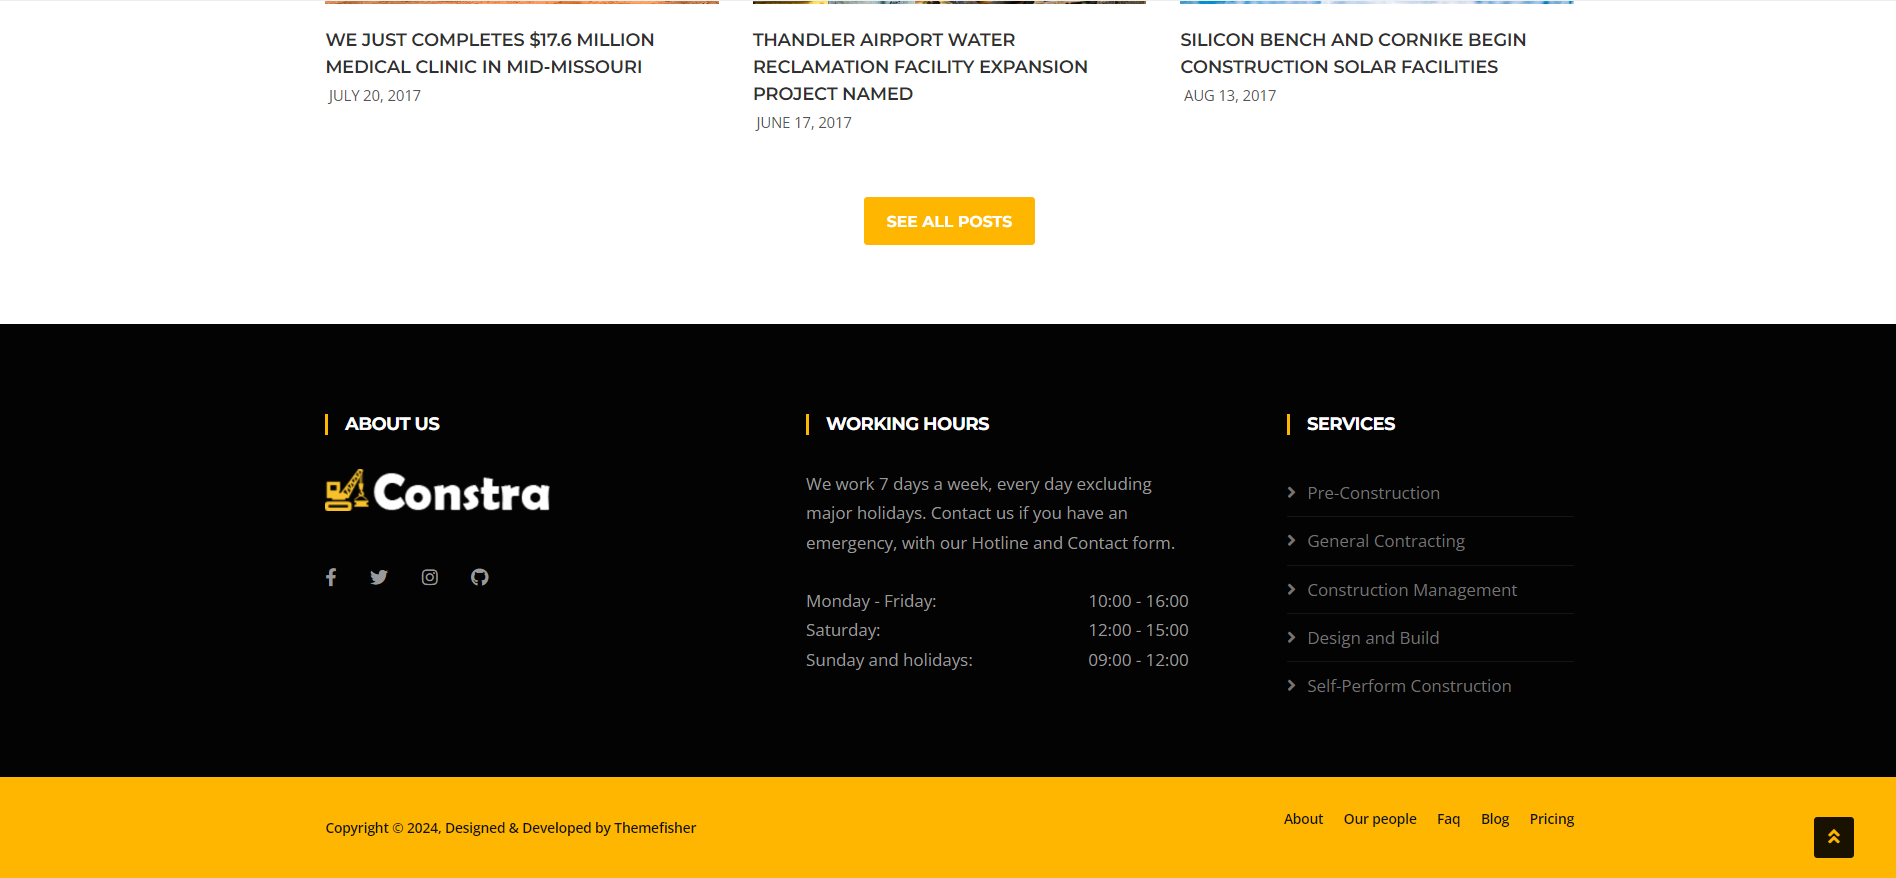 WE JUST COMPLETES $17.6 MILLION
MEDICAL CLINIC IN MID-MISSOURI
JULY 20, 2017
THANDLER AIRPORT WATER
RECLAMATION FACILITY EXPANSION
PROJECT NAMED
JUNE 17, 2017
SILICON BENCH AND CORNIKE BEGIN
CONSTRUCTION SOLAR FACILITIES
AUG 13, 2017
SEE ALL POSTS
ABOUT US
Constra
WORKING HOURS
We work 7 days a week, every day excluding
major holidays. Contact us if you have an
emergency, with our Hotline and Contact form.
Monday - Friday: 10:00 - 16:00
Saturday: 12:00 - 15:00
Sunday and holidays: 09:00 - 12:00
SERVICES
Pre-Construction
General Contracting
Construction Management
Design and Build
Self-Perform Construction
Copyright © 2024, Designed & Developed by Themefisher
About Our people Faq Blog Pricing